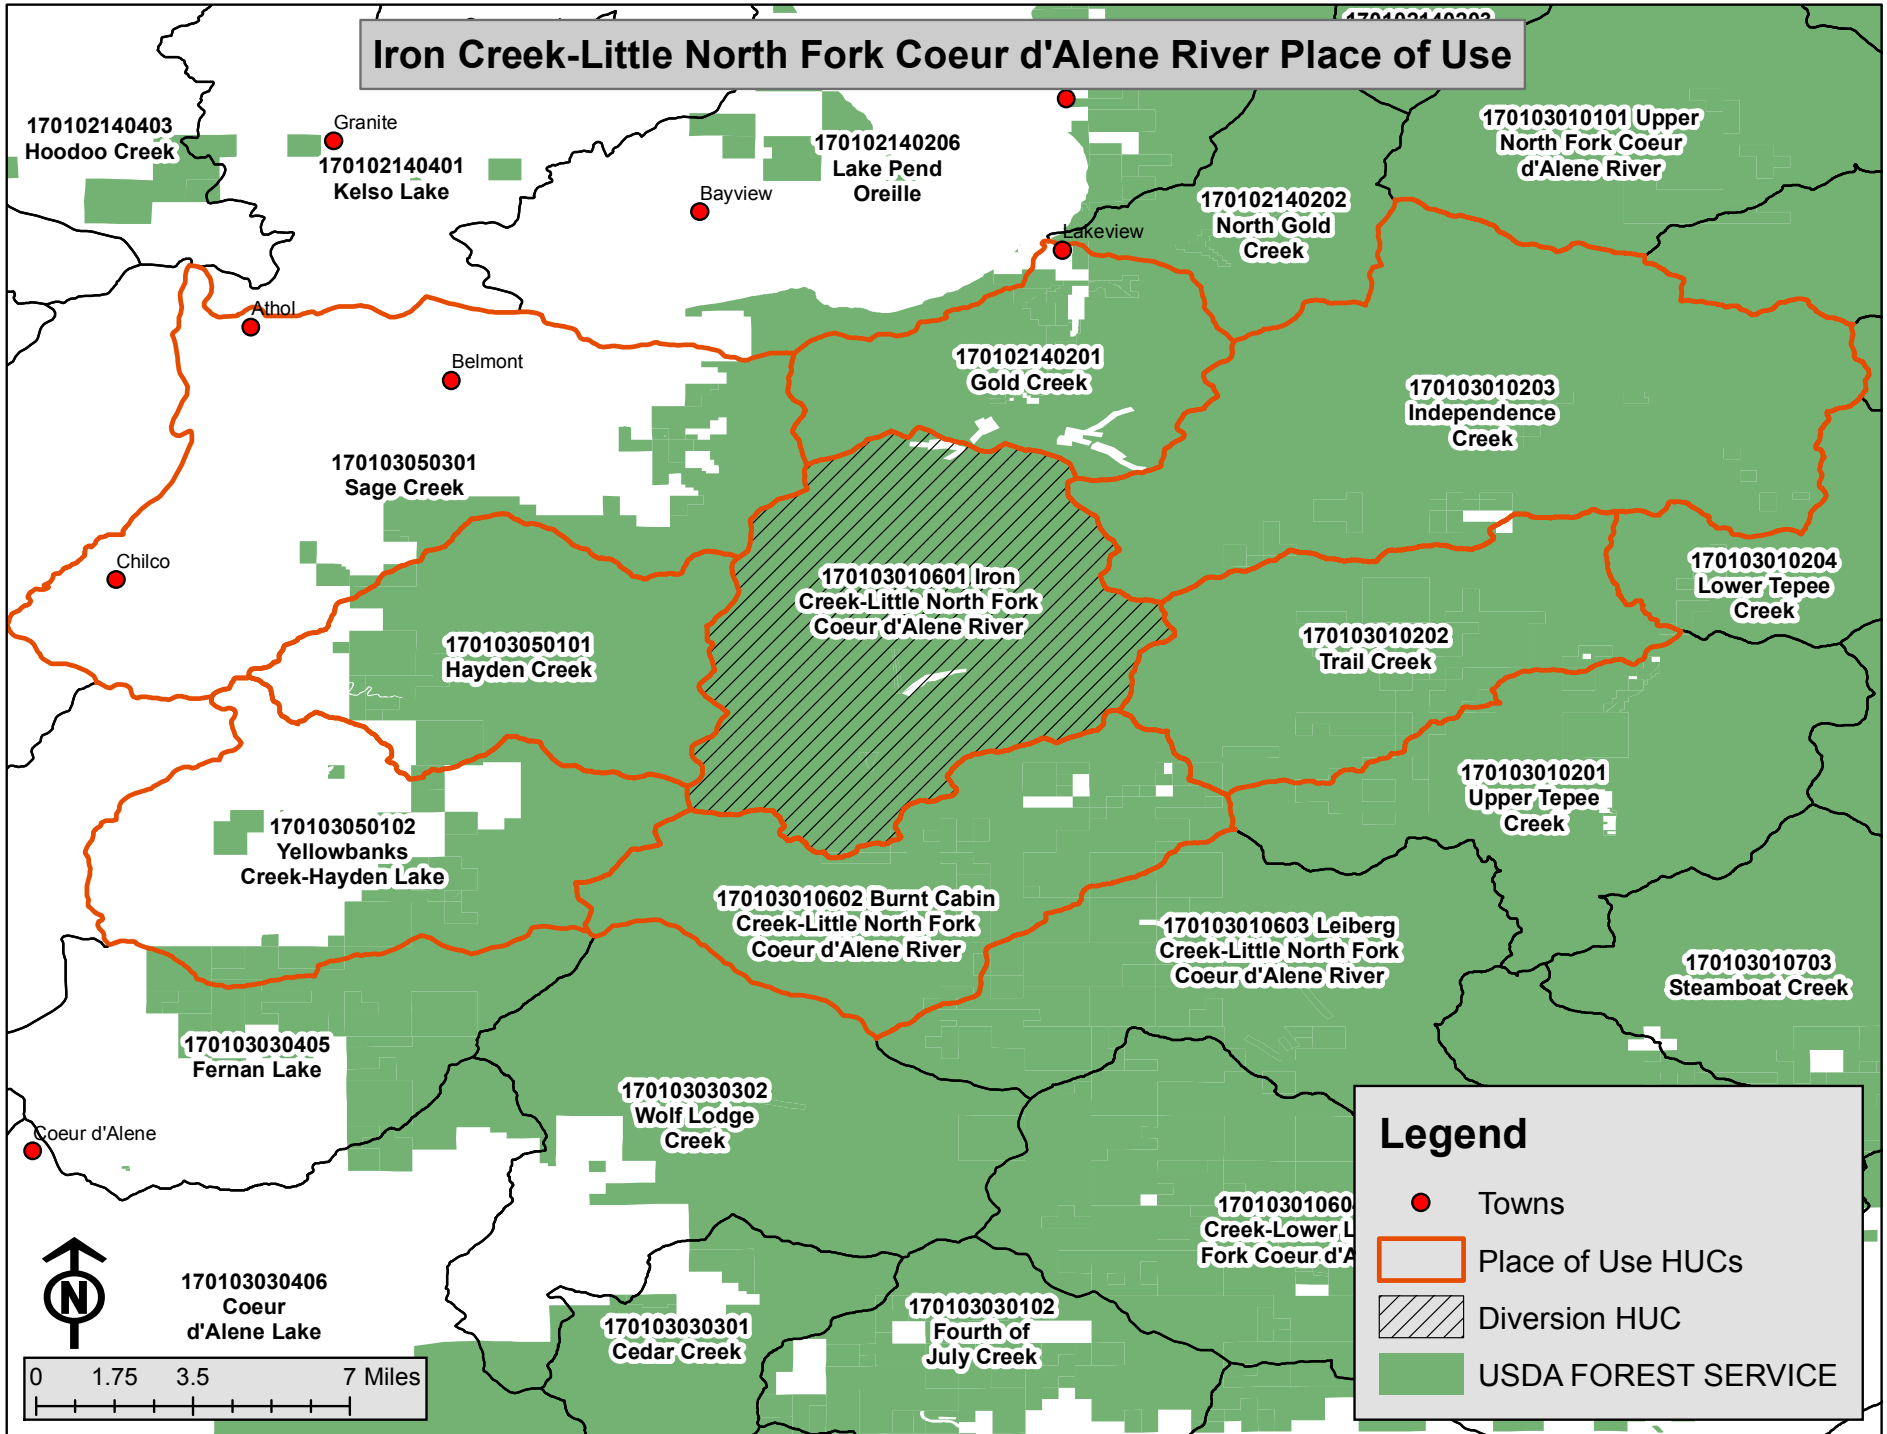 170102140203
Iron Creek-Little North Fork Coeur d'Alene River Place of Use
170102140403
Hoodoo Creek
Granite
170102140401
Kelso Lake
Bayview
170102140206
Lake Pend
Oreille
Lakeview
170102140202
North Gold
Creek
170103010101 Upper
North Fork Coeur
d'Alene River
Athol
Belmont
170102140201
Gold Creek
170103010203
Independence
Creek
170103050301
Sage Creek
Chilco
170103010601 Iron
Creek-Little North Fork
Coeur d'Alene River
170103010204
Lower Tepee
Creek
170103050101
Hayden Creek
170103010202
Trail Creek
170103010201
Upper Tepee
Creek
170103050102
Yellowbanks
Creek-Hayden Lake
170103010602 Burnt Cabin
Creek-Little North Fork
Coeur d'Alene River
170103010603 Leiberg
Creek-Little North Fork
Coeur d'Alene River
170103010703
Steamboat Creek
170103030405
Fernan Lake
170103030302
Wolf Lodge
Creek
Coeur d'Alene
17010301060
Creek-Lower L
Fork Coeur d'A
170103030406
Coeur
d'Alene Lake
170103030301
Cedar Creek
170103030102
Fourth of
July Creek
N
0 1.75 3.5 7 Miles
Legend
Towns
Place of Use HUCs
Diversion HUC
USDA FOREST SERVICE